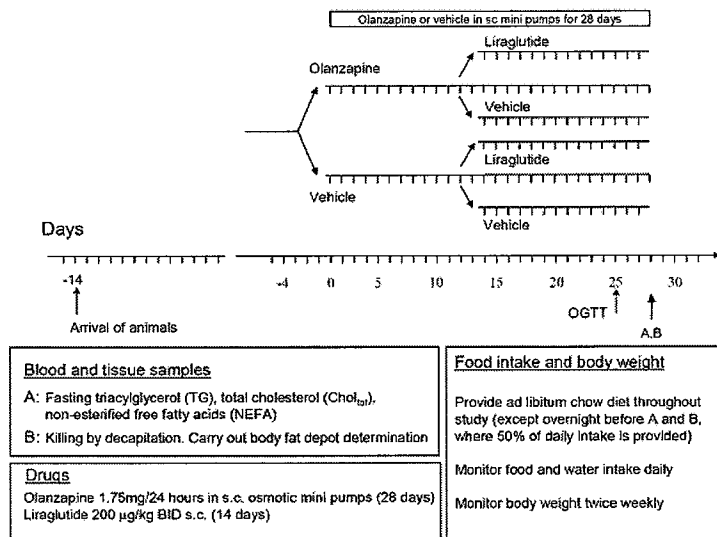 Olanzapine or vehicle in sc mini pumps for 28 days
Liraglutide
Olanzapine
Vehicle
Liraglutide
Vehicle
Vehicle
Days
-14
-4
0
5
10
15
20
25
30
Arrival of animals
OGTT
A,B
Blood and tissue samples
A: Fasting triacylglycerol (TG), total cholesterol (Chol_tot),
non-esterified free fatty acids (NEFA)
B: Killing by decapitation. Carry out body fat depot determination
Drugs
Olanzapine 1.75mg/24 hours in s.c. osmotic mini pumps (28 days)
Liraglutide 200 µg/kg BID s.c. (14 days)
Food intake and body weight
Provide ad libitum chow diet throughout
study (except overnight before A and B,
where 50% of daily intake is provided)
Monitor food and water intake daily
Monitor body weight twice weekly